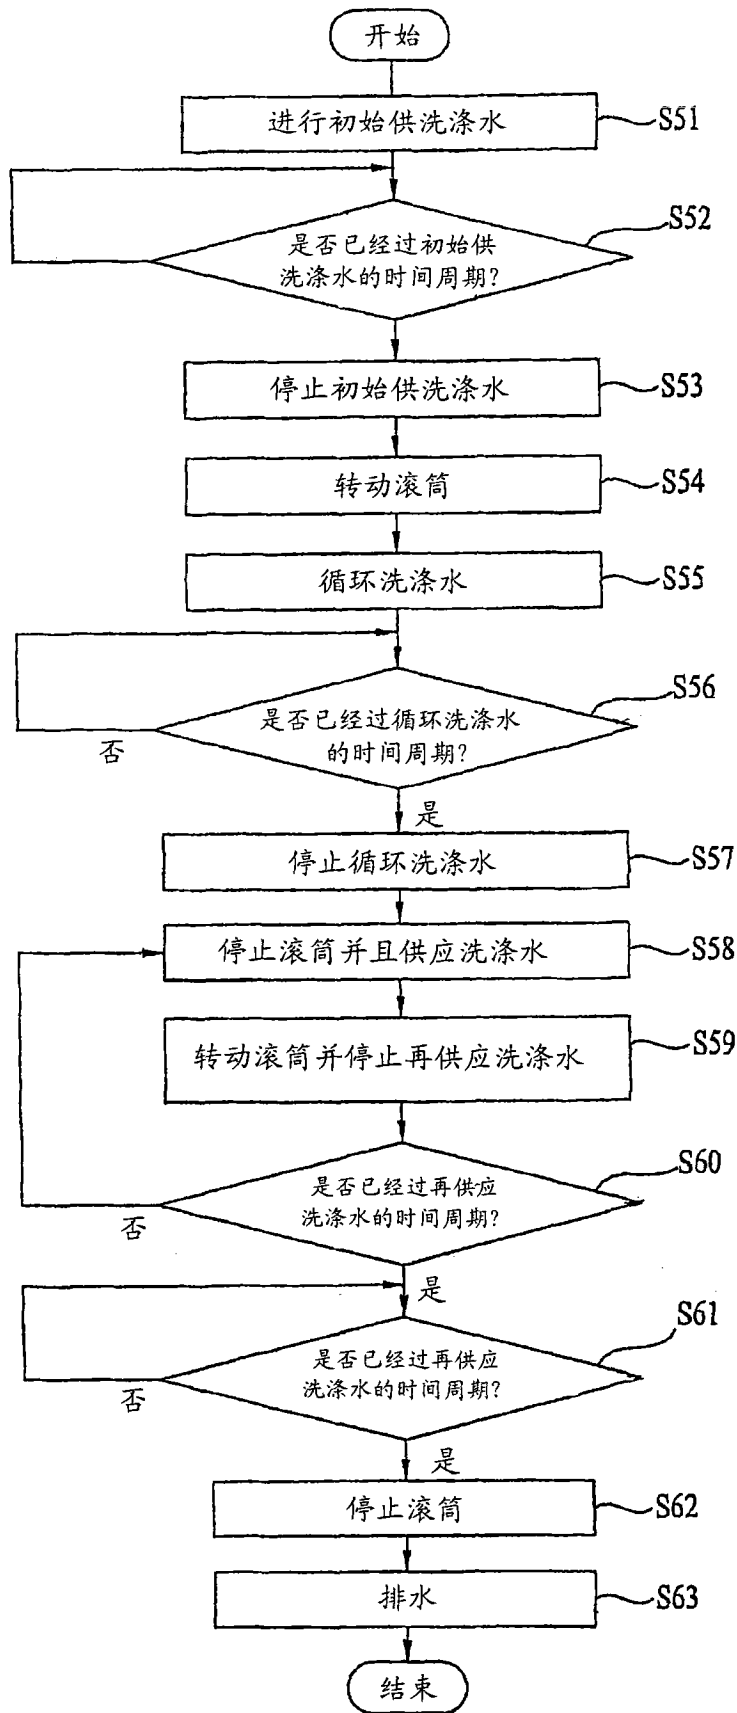 开始
进行初始供洗涤水
S51
S52
是否已经过初始供
洗涤水的时间周期?
停止初始供洗涤水
S53
转动滚筒
S54
循环洗涤水
S55
S56
是否已经过循环洗涤水
的时间周期?
否
是
停止循环洗涤水
S57
停止滚筒并且供应洗涤水
S58
转动滚筒并停止再供应洗涤水
S59
S60
是否已经过再供应
洗涤水的时间周期?
否
是
S61
是否已经过再供应
洗涤水的时间周期?
否
是
停止滚筒
S62
排水
S63
结束